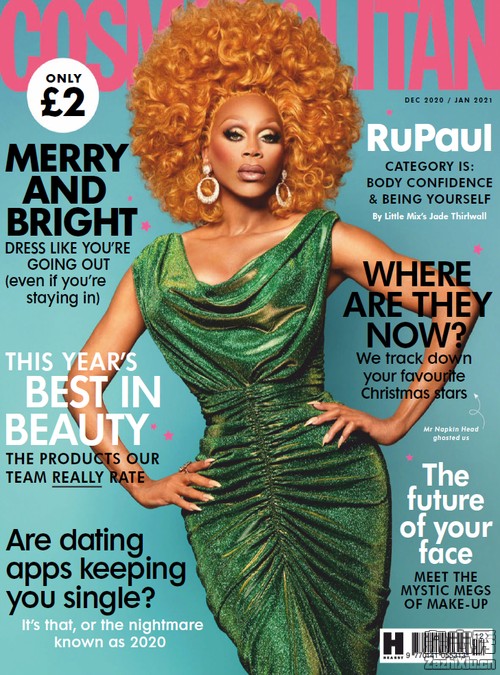 COSMOPOLITAN
ONLY
£2
DEC 2020 / JAN 2021
RuPaul
CATEGORY IS:
BODY CONFIDENCE
& BEING YOURSELF
By Little Mix's Jade Thirlwall
MERRY
AND
BRIGHT
DRESS LIKE YOU'RE
GOING OUT
(even if you're
staying in)
WHERE
ARE THEY
NOW?
We track down
your favourite
Christmas stars
Mr Napkin Head
ghosted us
THIS YEAR'S
BEST IN
BEAUTY
THE PRODUCTS OUR
TEAM REALLY RATE
The
future
of your
face
MEET THE
MYSTIC MEGS
OF MAKE-UP
Are dating
apps keeping
you single?
It's that, or the nightmare
known as 2020
H
HEARST
ZaZhiXiu.cn